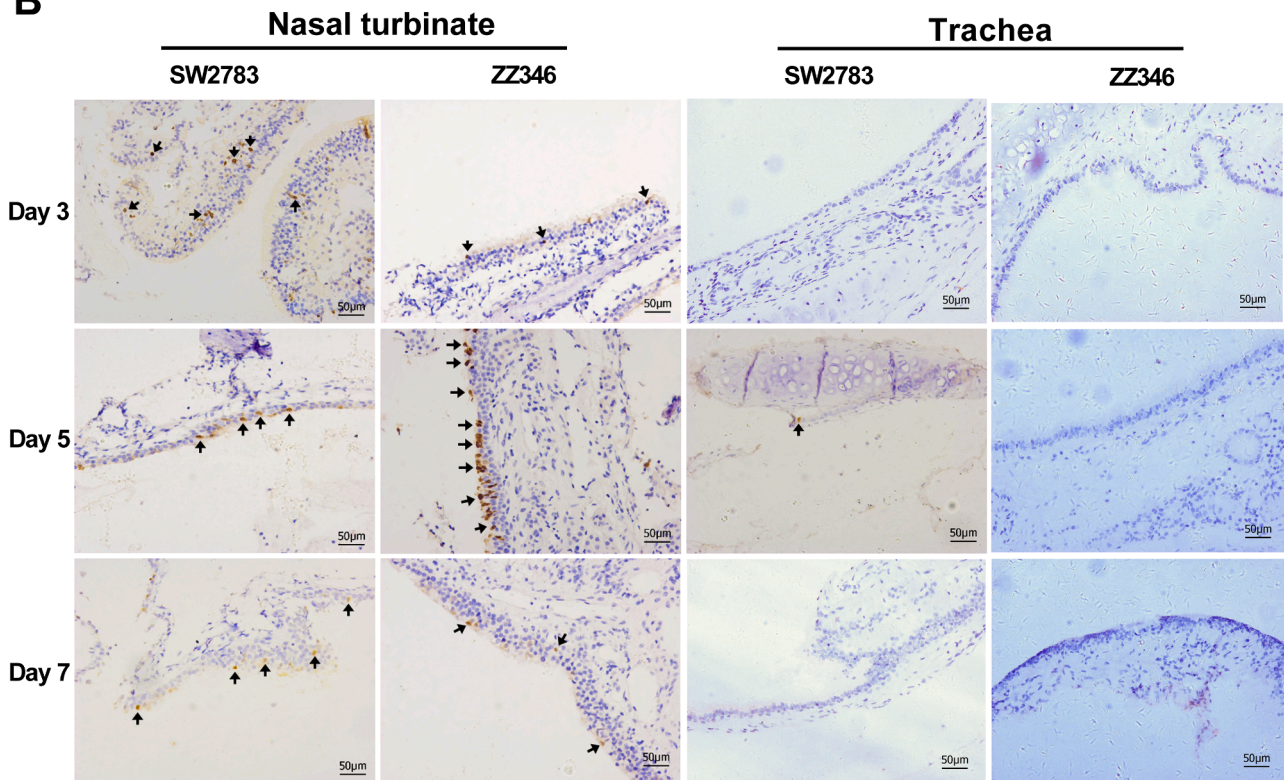 B
Nasal turbinate Trachea
SW2783 ZZ346 SW2783 ZZ346
Day 3
50μm 50μm 50μm 50μm
Day 5
50μm 50μm 50μm 50μm
Day 7
50μm 50μm 50μm 50μm